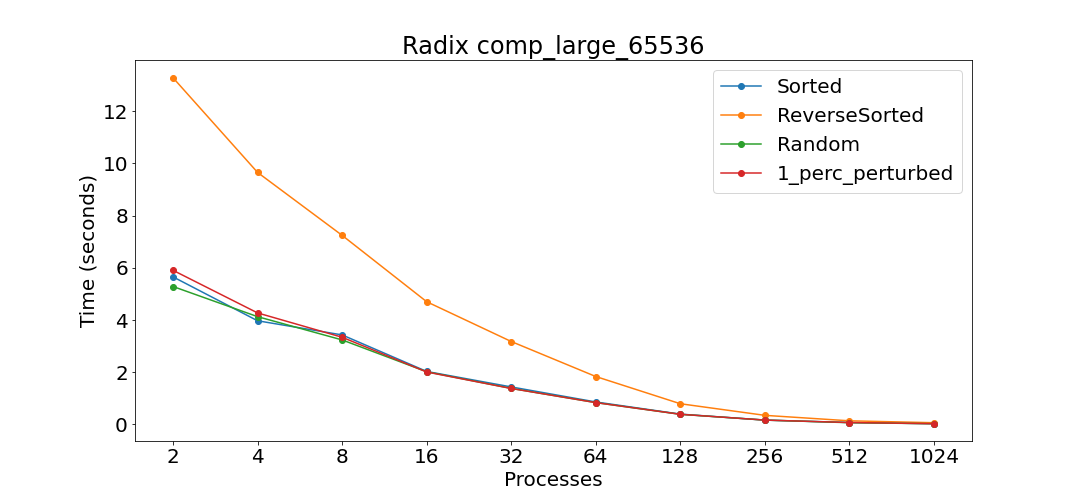 Radix comp_large_65536
Sorted
ReverseSorted
Random
1_perc_perturbed
Time (seconds)
12
10
8
6
4
2
0
2 4 8 16 32 64 128 256 512 1024
Processes